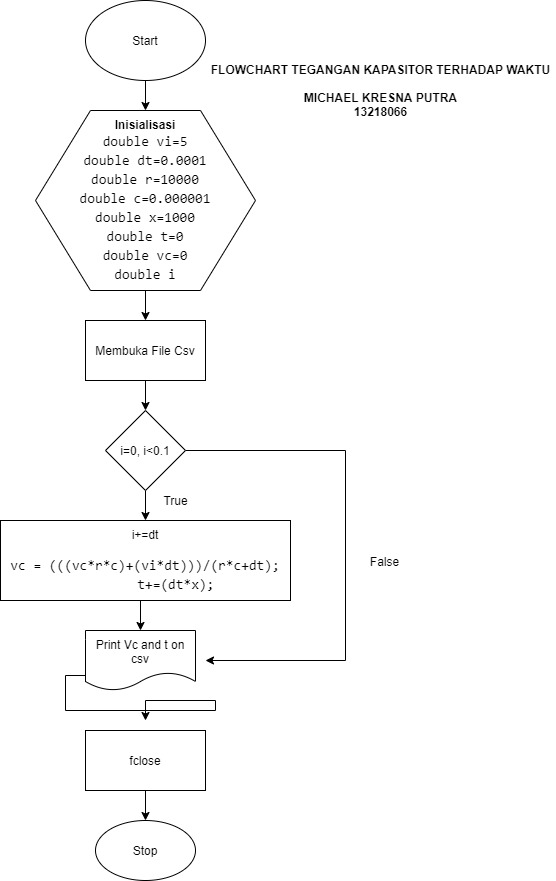 Start
FLOWCHART TEGANGAN KAPASITOR TERHADAP WAKTU
MICHAEL KRESNA PUTRA
13218066
Inisialisasi
double vi=5
double dt=0.0001
double r=10000
double c=0.000001
double x=1000
double t=0
double vc=0
double i
Membuka File Csv
i=0, i<0.1
True
i+=dt
vc = (((vc*r*c)+(vi*dt)))/(r*c+dt);
t+=(dt*x);
False
Print Vc and t on
csv
fclose
Stop